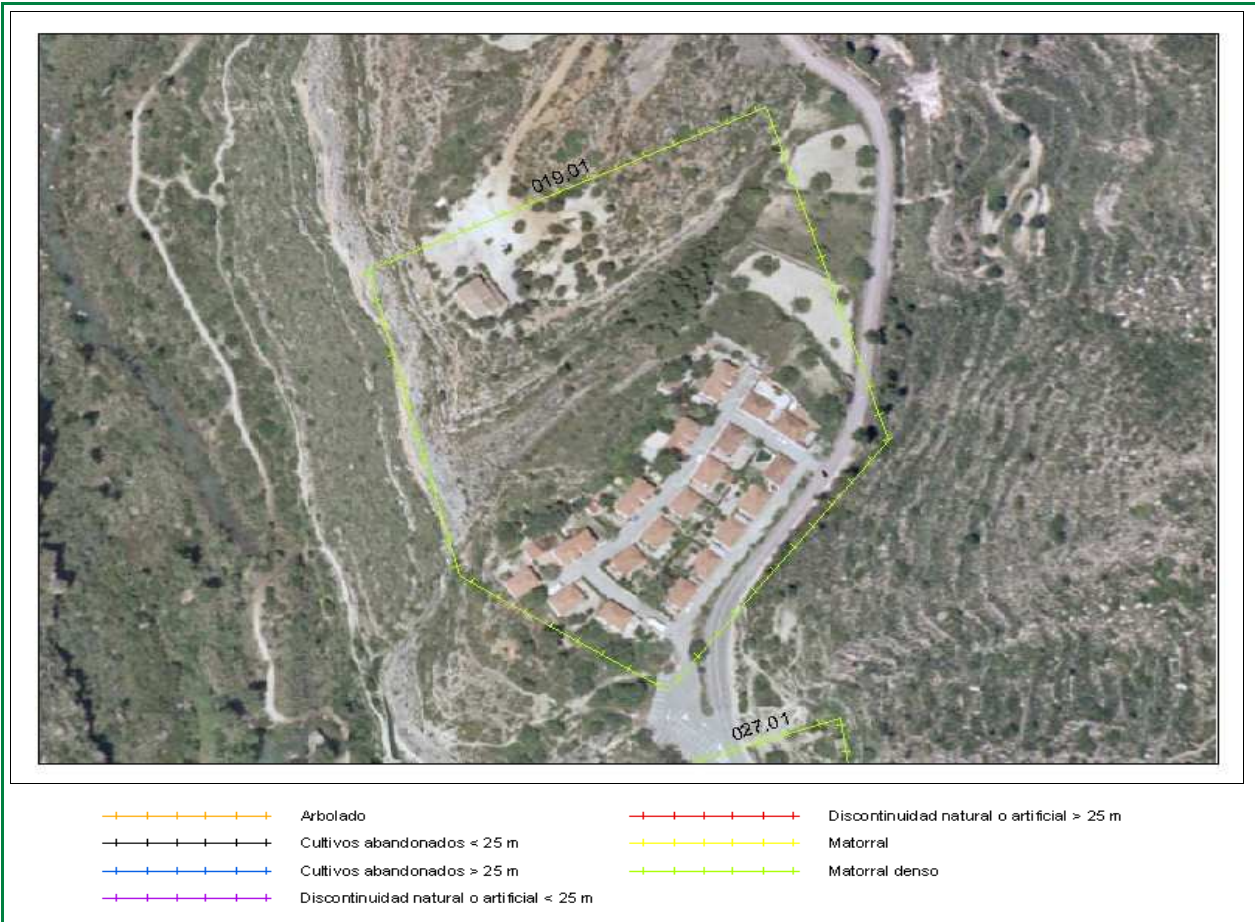 019.01
027.01
Arbolado
Cultivos abandonados < 25 m
Cultivos abandonados > 25 m
Discontinuidad natural o artificial < 25 m
Discontinuidad natural o artificial > 25 m
Matorral
Matorral denso